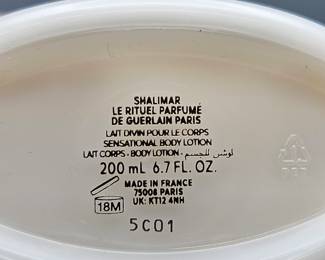 SHALIMAR
LE RITUEL PARFUMÉ
DE GUERLAIN PARIS
LAIT DIVIN POUR LE CORPS
SENSATIONAL BODY LOTION
LAIT CORPS - BODY LOTION - لوشن للجسم
200 mL 6.7 FL. OZ.
MADE IN FRANCE
75008 PARIS
UK: KT12 4NH
18M
5C01